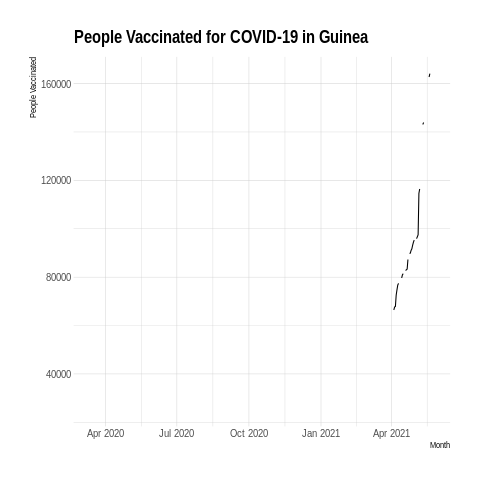 People Vaccinated for COVID-19 in Guinea
People Vaccinated
160000
120000
80000
40000
Apr 2020 Jul 2020 Oct 2020 Jan 2021 Apr 2021
Month